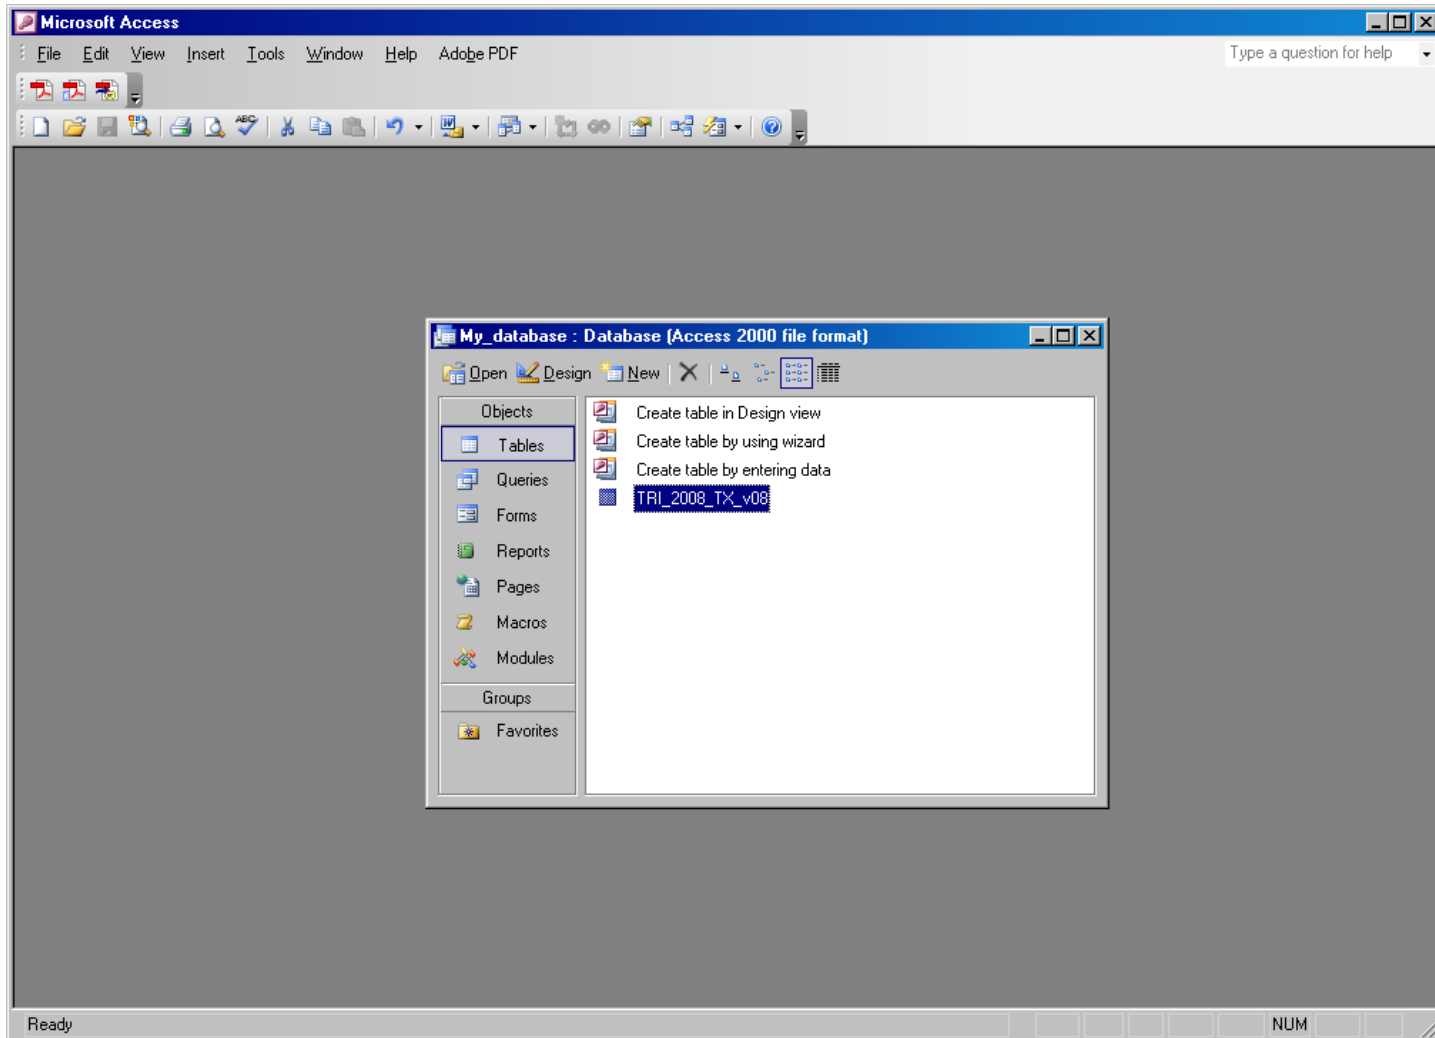 Microsoft Access
File Edit View Insert Tools Window Help Adobe PDF Type a question for help
ABC
W
My_database : Database (Access 2000 file format)
Open Design New
Objects
Tables
Queries
Forms
Reports
Pages
Macros
Modules
Groups
Favorites
Create table in Design view
Create table by using wizard
Create table by entering data
TRI_2008_TX_v08
Ready NUM